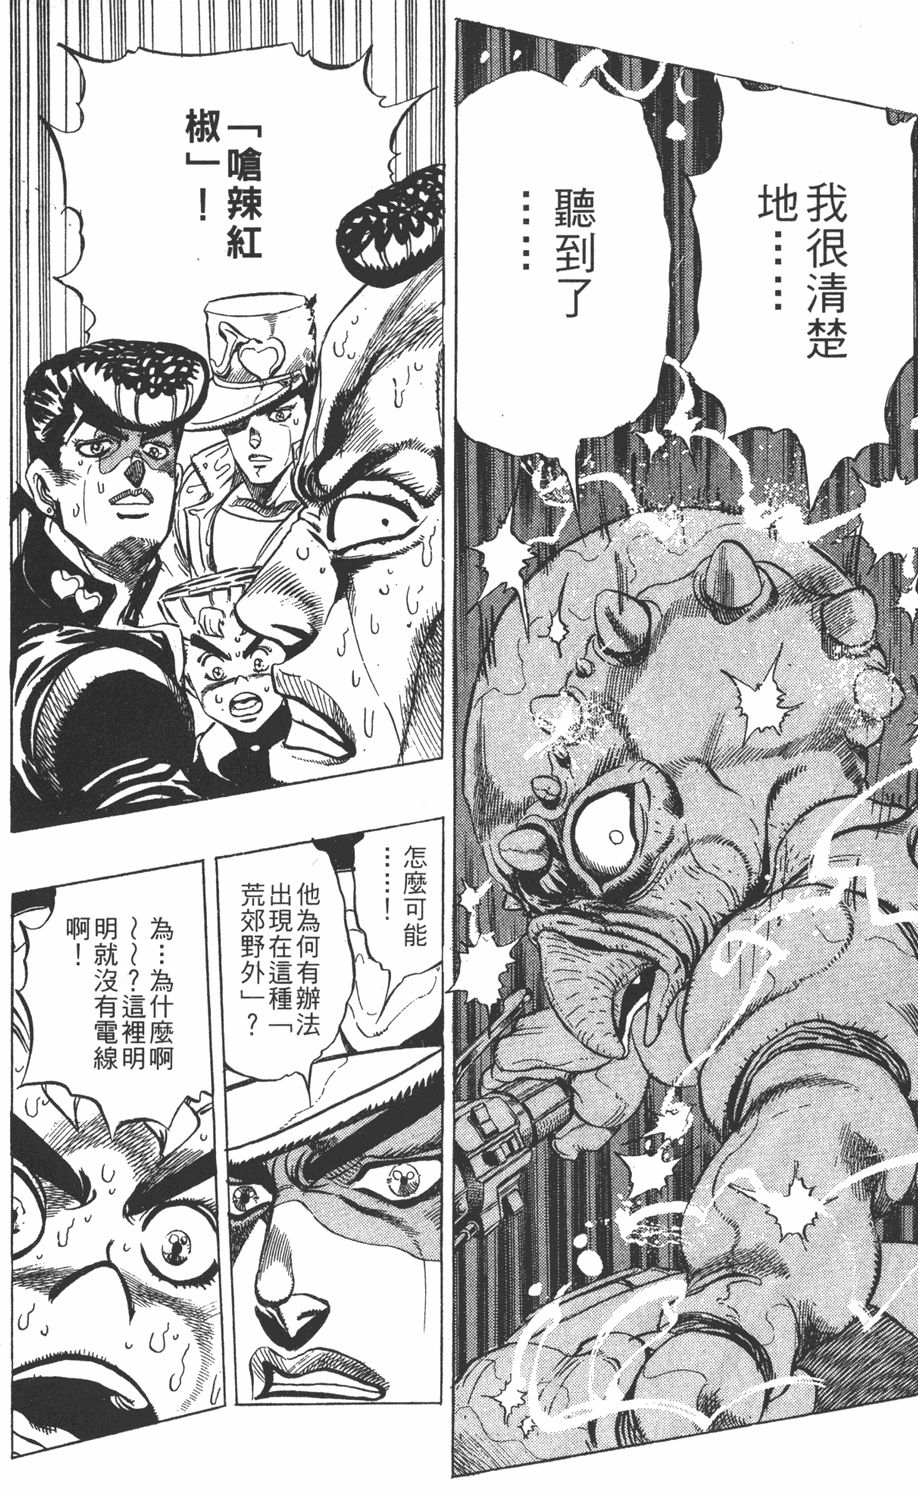 我很清楚
地……
聽到了
……
「嗆辣紅
椒」！
怎麼可能
……！
他為何有辦法
出現在這種「
荒郊野外」？
為…為什麼啊
～～？這裡明
明就沒有電線
啊！